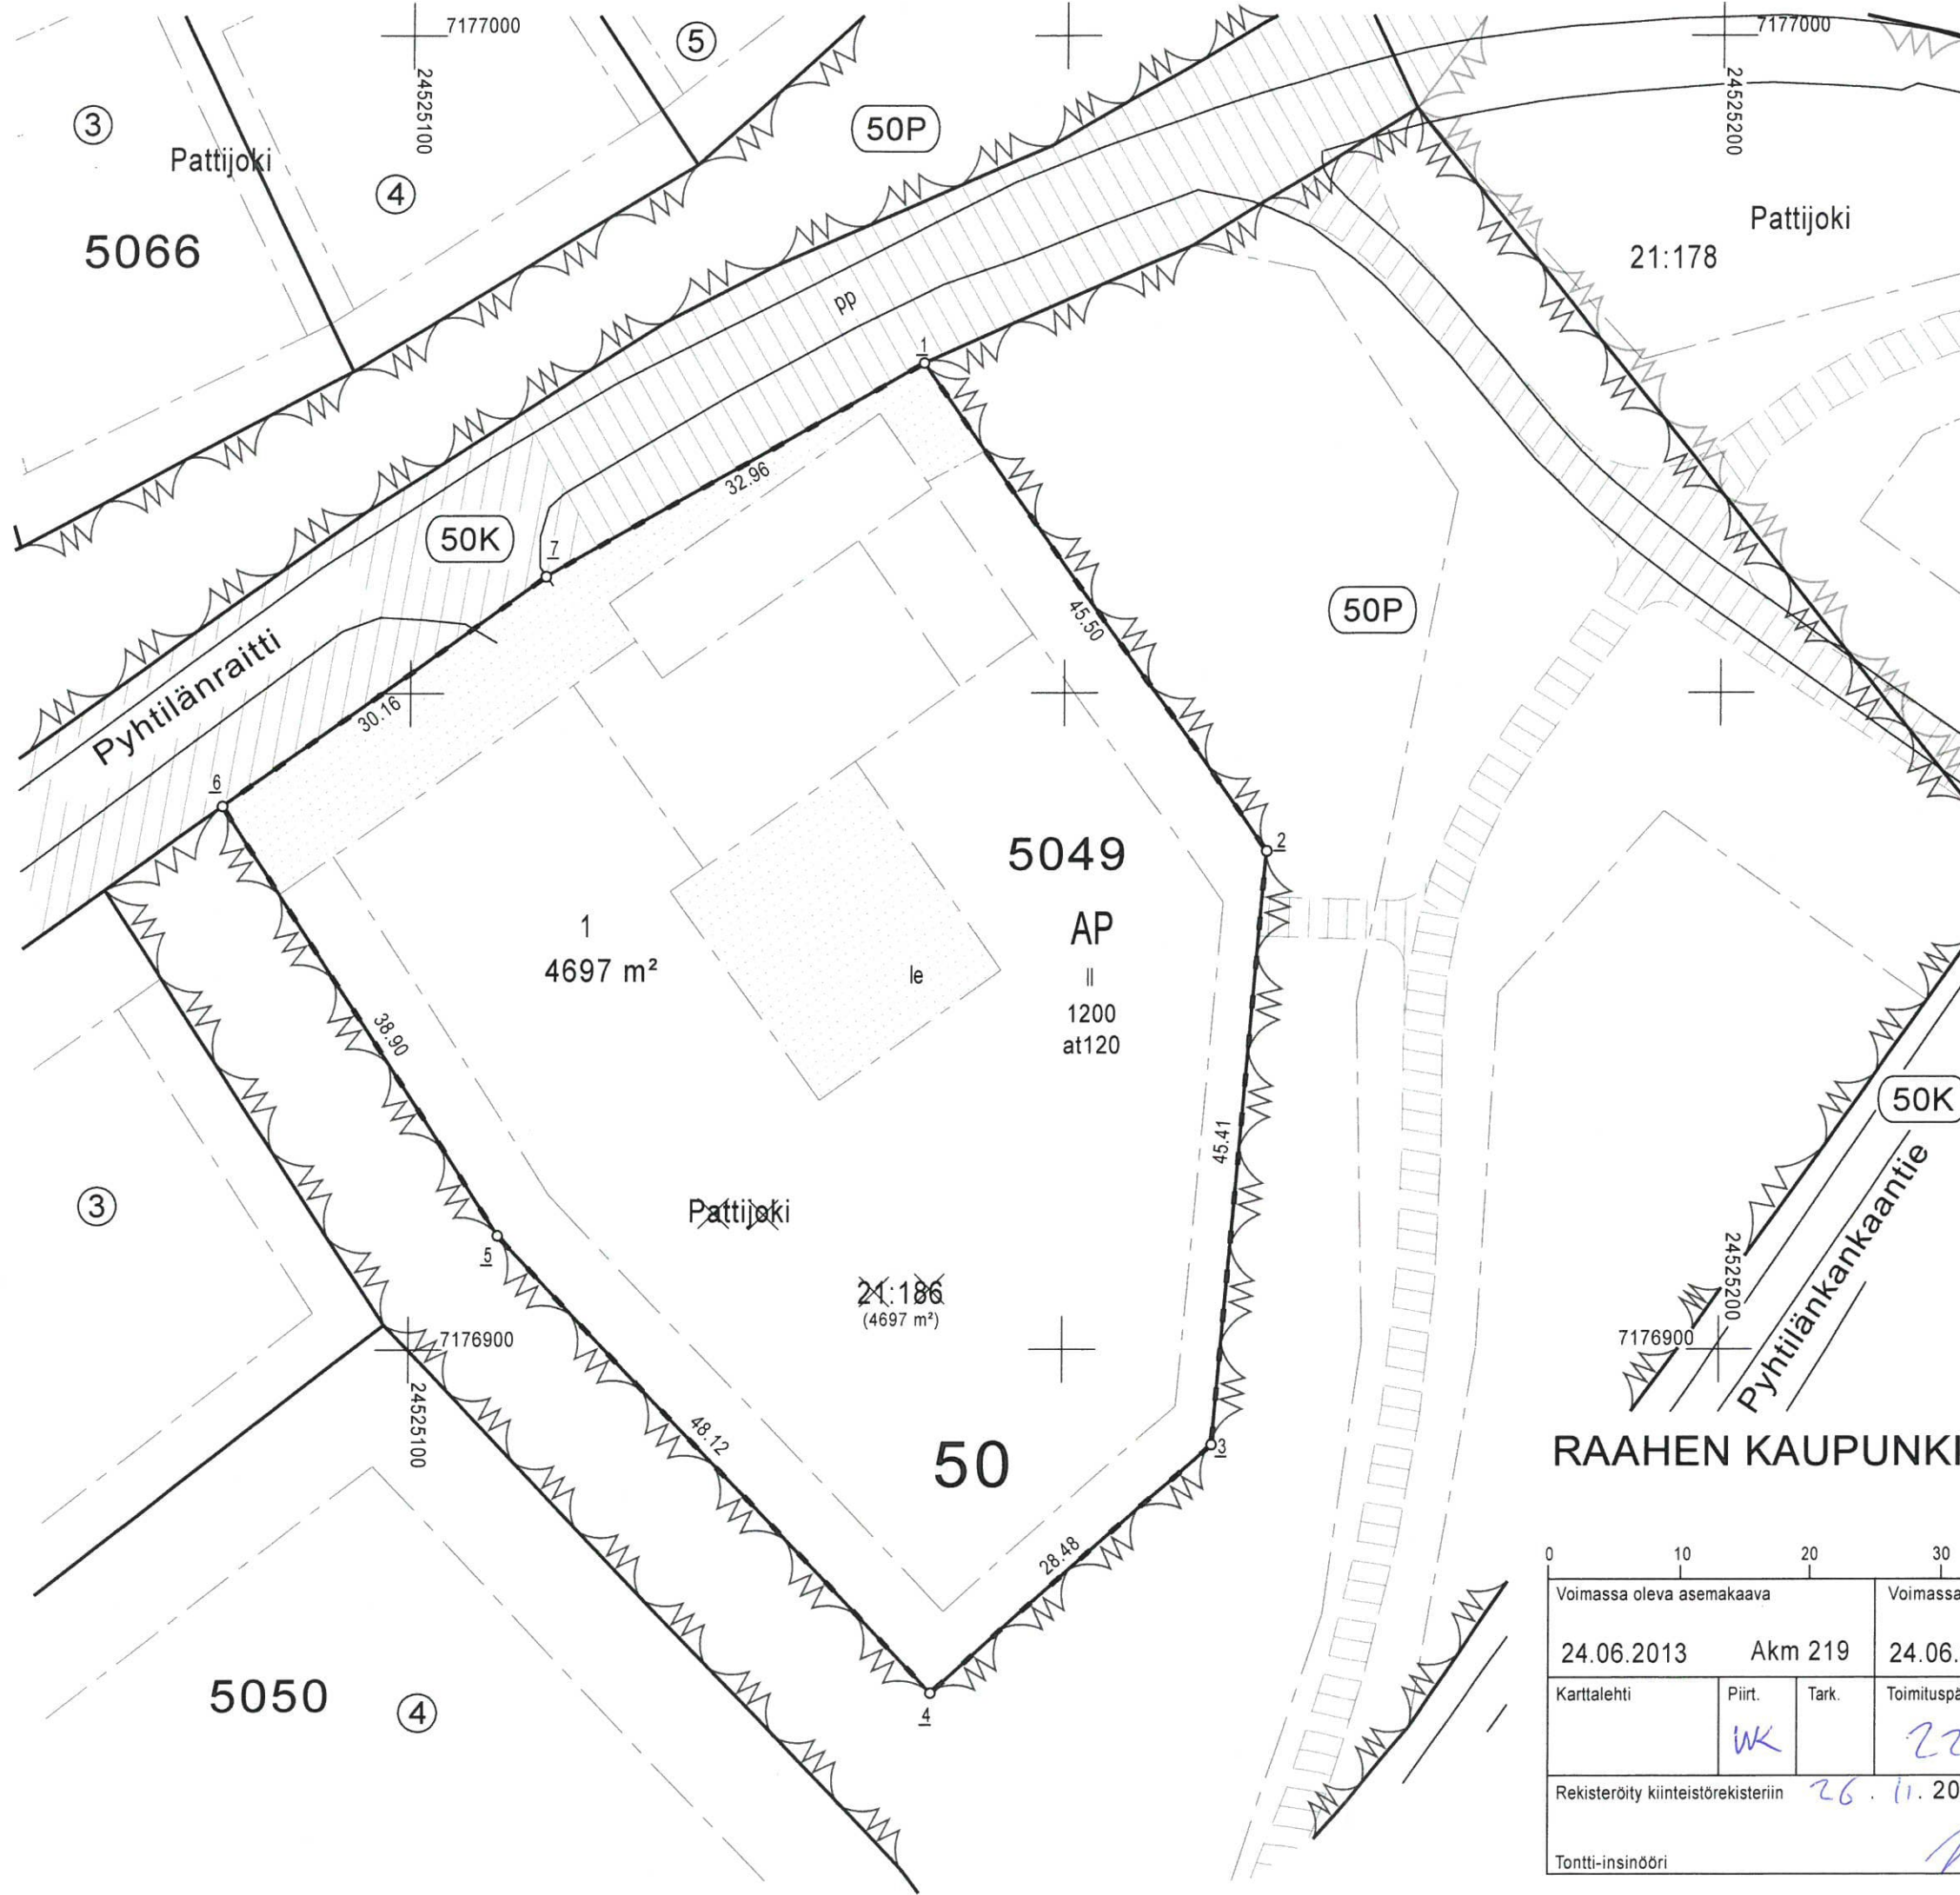 7177000
24525100
5
7177000
24525200
3
Pattijoki
4
5066
50P
Pattijoki
21:178
pp
1
32.96
50K
7
45.50
50P
Pyhtilänraitti
30.16
6
2
5049
AP
II
1200
at120
1
4697 m²
le
38.90
50K
45.41
Pyhtilänkankaantie
3
Pattijoki
5
21:186
(4697 m²)
24525200
7176900
7176900
24525100
48.12
50
3
28.48
4
RAAHEN KAUPUNKI
0 10 20 30
Voimassa oleva asemakaava Voimassa
24.06.2013 Akm 219 24.06.
Karttalehti Piirt. Tark. Toimituspä
WK 22
Rekisteröity kiinteistörekisteriin 26. 11. 20
Tontti-insinööri
5050
4